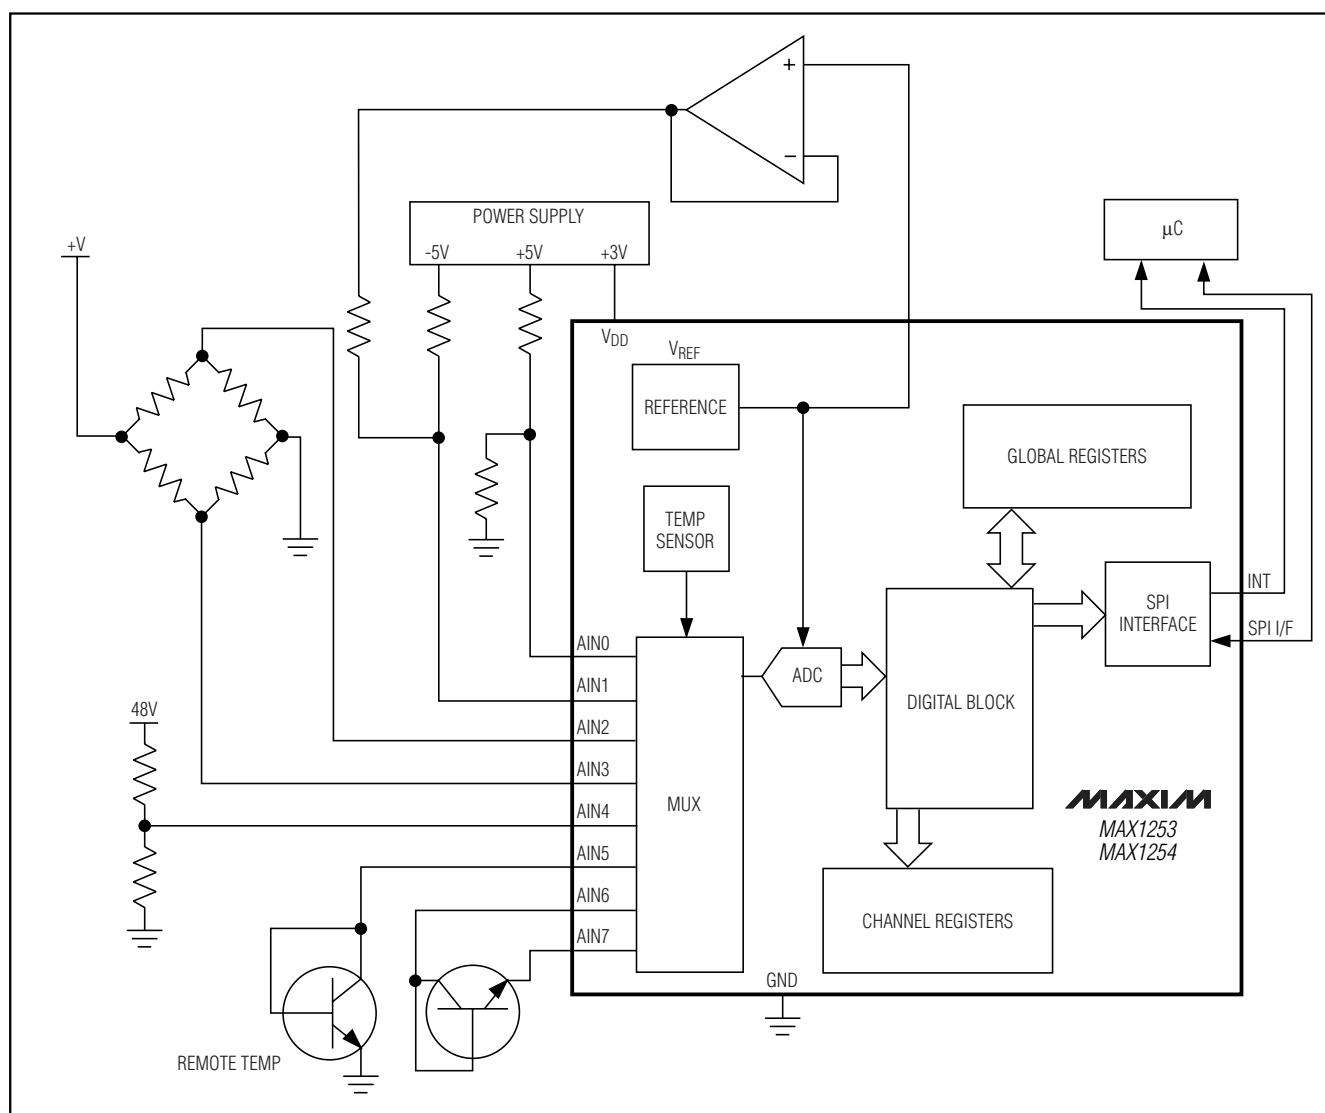 +
−
POWER SUPPLY
-5V +5V +3V
µC
+V
VDD
VREF
REFERENCE
GLOBAL REGISTERS
TEMP
SENSOR
INT
SPI
INTERFACE
SPI I/F
AIN0
AIN1
AIN2
AIN3
AIN4
AIN5
AIN6
AIN7
MUX
ADC
DIGITAL BLOCK
48V
MAXIM
MAX1253
MAX1254
CHANNEL REGISTERS
GND
REMOTE TEMP